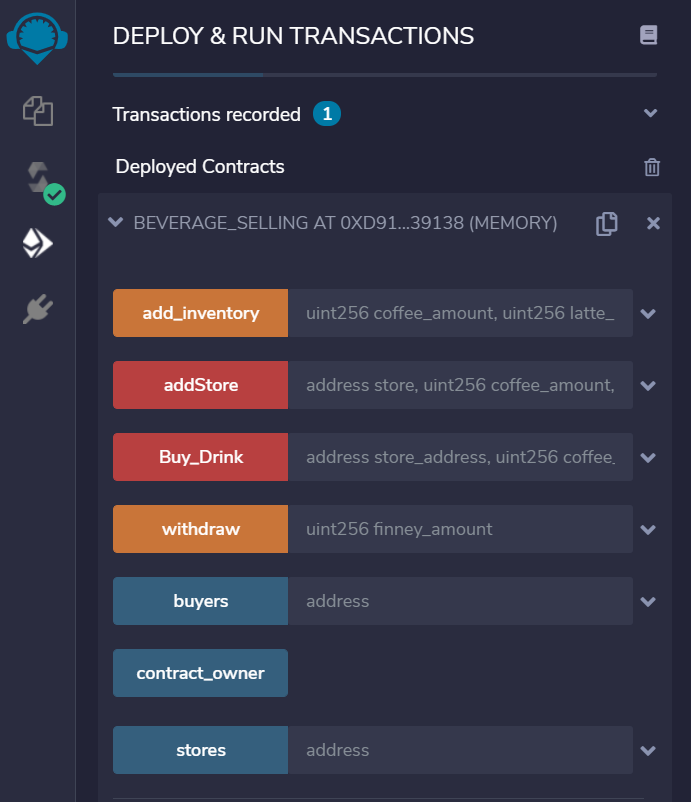 DEPLOY & RUN TRANSACTIONS
Transactions recorded 1
Deployed Contracts
BEVERAGE_SELLING AT 0XD91...39138 (MEMORY)
add_inventory uint256 coffee_amount, uint256 latte_
addStore address store, uint256 coffee_amount,
Buy_Drink address store_address, uint256 coffee_
withdraw uint256 finney_amount
buyers address
contract_owner
stores address